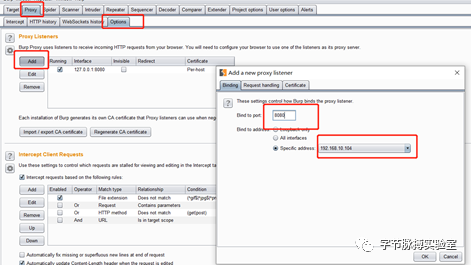 Target Proxy Spider Scanner Intruder Repeater Sequencer Decoder Comparer Extender Project options User options Alerts
Intercept HTTP history WebSockets history Options
Proxy Listeners
Burp Proxy uses listeners to receive incoming HTTP requests from your browser. You will need to configure your browser to use one of the listeners as its proxy server.
Add Running Interface Invisible Redirect Certificate
Edit 127.0.0.1:8080 Per-host
Remove
Each installation of Burp generates its own CA certificate that Proxy listeners can use when neg
Import / export CA certificate Regenerate CA certificate
Intercept Client Requests
Use these settings to control which requests are stalled for viewing and editing in the Intercept ta
Intercept requests based on the following rules:
Add Enabled Operator Match type Relationship Condition
Edit File extension Does not match
Remove Or Request Contains parameters
Up Or HTTP method Does not match (get|post)
Down And URL Is in target scope
Automatically fix missing or superfluous new lines at end of request
Automatically update Content-Length header when the request is edited
Add a new proxy listener
Binding Request handling Certificate
These settings control how Burp binds the proxy listener.
Bind to port: 8080
Bind to address: Loopback only
All interfaces
Specific address: 192.168.10.104
OK Cancel
字节脉搏实验室